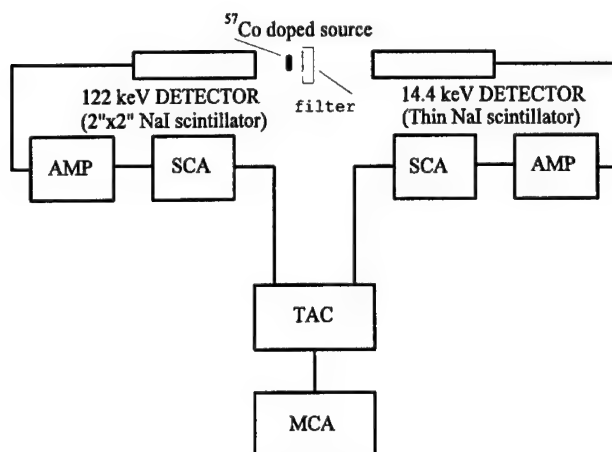 ⁵⁷Co doped source
122 keV DETECTOR
(2"x2" NaI scintillator)
filter
14.4 keV DETECTOR
(Thin NaI scintillator)
AMP
SCA
SCA
AMP
TAC
MCA